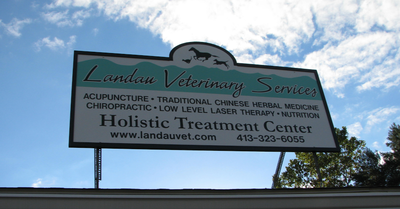 Landau Veterinary Services
ACUPUNCTURE • TRADITIONAL CHINESE HERBAL MEDICINE
CHIROPRACTIC • LOW LEVEL LASER THERAPY • NUTRITION
Holistic Treatment Center
www.landauvet.com 413-323-6055